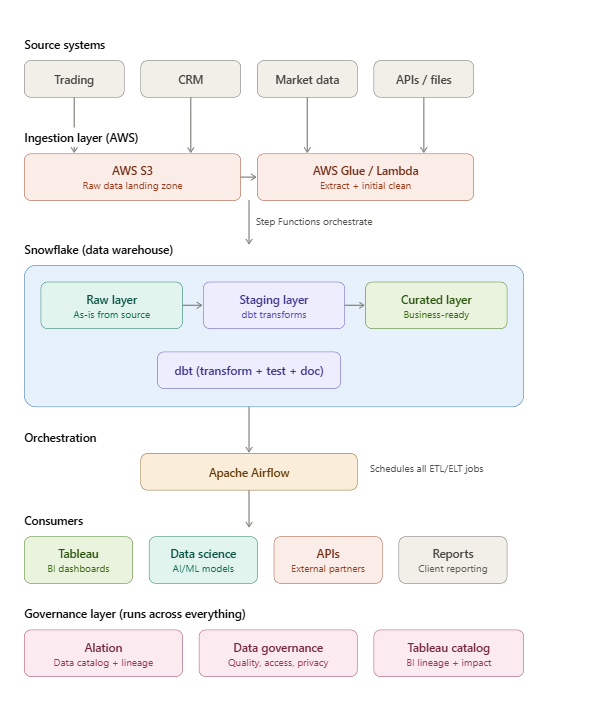 Source systems
Trading
CRM
Market data
APIs / files
Ingestion layer (AWS)
AWS S3
Raw data landing zone
AWS Glue / Lambda
Extract + initial clean
Step Functions orchestrate
Snowflake (data warehouse)
Raw layer
As-is from source
Staging layer
dbt transforms
Curated layer
Business-ready
dbt (transform + test + doc)
Orchestration
Apache Airflow
Schedules all ETL/ELT jobs
Consumers
Tableau
BI dashboards
Data science
AI/ML models
APIs
External partners
Reports
Client reporting
Governance layer (runs across everything)
Alation
Data catalog + lineage
Data governance
Quality, access, privacy
Tableau catalog
BI lineage + impact